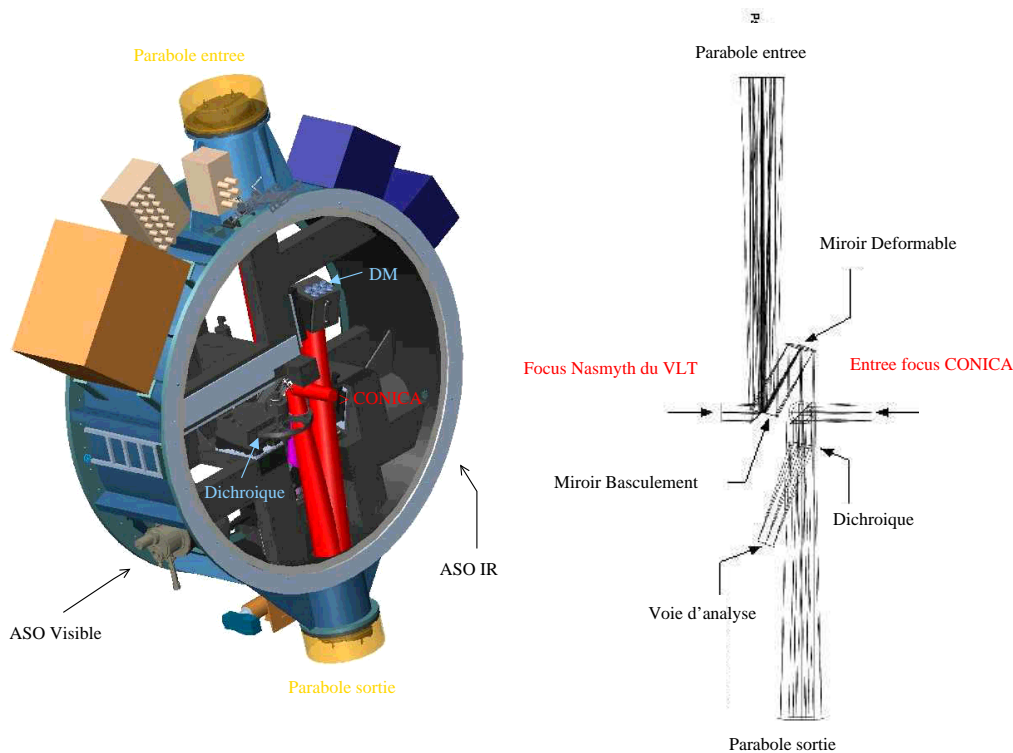 Parabole entree
DM
CONICA
Dichroique
ASO IR
ASO Visible
Parabole sortie
Parabole entree
Miroir Deformable
Focus Nasmyth du VLT
Entree focus CONICA
Miroir Basculement
Dichroique
Voie d'analyse
Parabole sortie